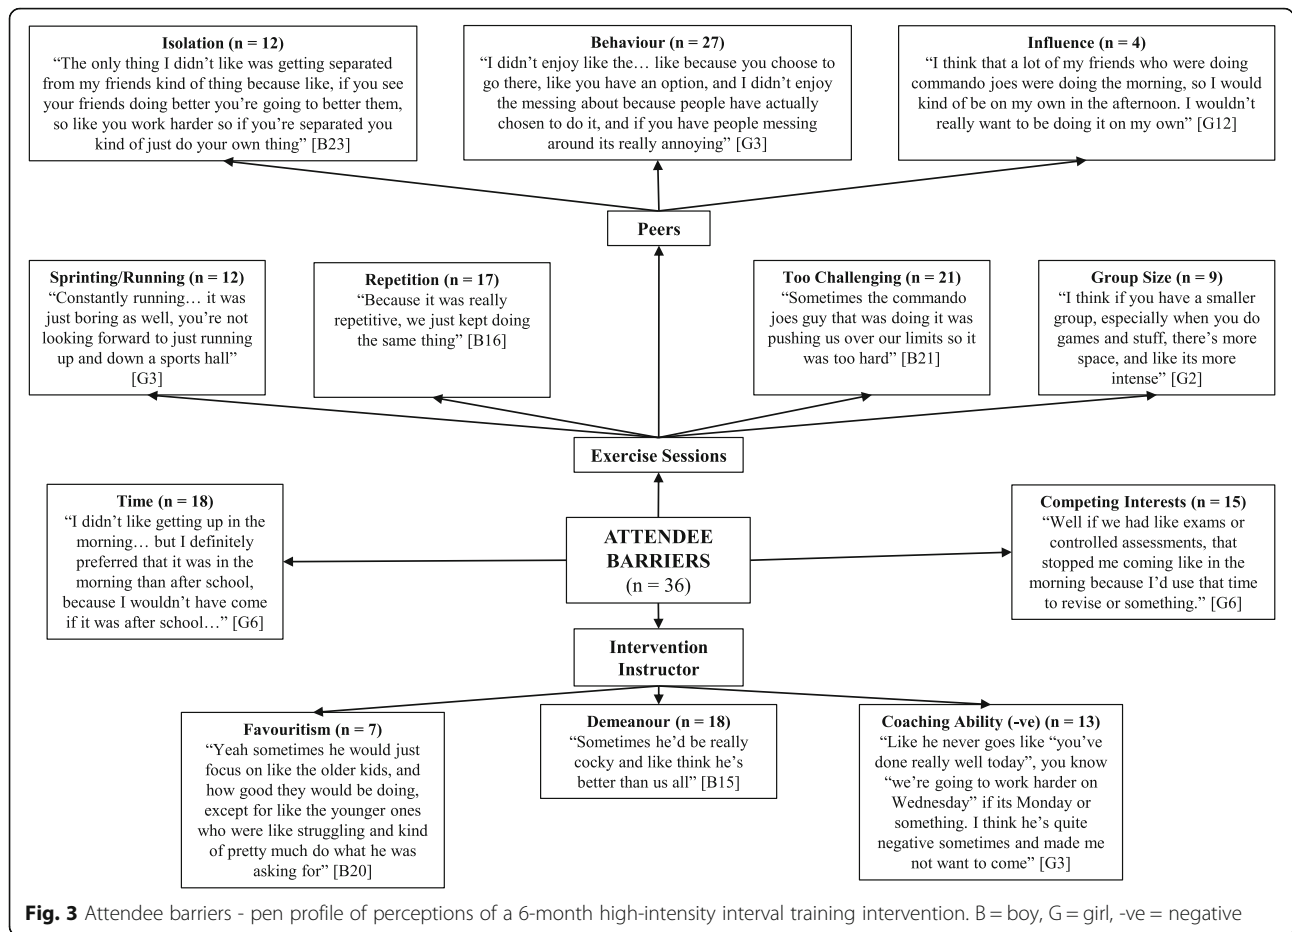 Isolation (n = 12)
“The only thing I didn’t like was getting separated
from my friends kind of thing because like, if you see
your friends doing better you’re going to better them,
so like you work harder so if you’re separated you
kind of just do your own thing” [B23]
Behaviour (n = 27)
“I didn’t enjoy like the… like because you choose to
go there, like you have an option, and I didn’t enjoy
the messing about because people have actually
chosen to do it, and if you have people messing
around its really annoying” [G3]
Influence (n = 4)
“I think that a lot of my friends who were doing
commando joes were doing the morning, so I would
kind of be on my own in the afternoon. I wouldn’t
really want to be doing it on my own” [G12]
Peers
Sprinting/Running (n = 12)
“Constantly running… it was
just boring as well, you’re not
looking forward to just running
up and down a sports hall”
[G3]
Repetition (n = 17)
“Because it was really
repetitive, we just kept doing
the same thing” [B16]
Too Challenging (n = 21)
“Sometimes the commando
joes guy that was doing it was
pushing us over our limits so it
was too hard” [B21]
Group Size (n = 9)
“I think if you have a smaller
group, especially when you do
games and stuff, there’s more
space, and like its more
intense” [G2]
Exercise Sessions
Time (n = 18)
“I didn’t like getting up in the
morning… but I definitely
preferred that it was in the
morning than after school,
because I wouldn’t have come
if it was after school…” [G6]
ATTENDEE
BARRIERS
(n = 36)
Competing Interests (n = 15)
“Well if we had like exams or
controlled assessments, that
stopped me coming like in the
morning because I’d use that time
to revise or something.” [G6]
Intervention
Instructor
Favouritism (n = 7)
“Yeah sometimes he would just
focus on like the older kids, and
how good they would be doing,
except for like the younger ones
who were like struggling and kind
of pretty much do what he was
asking for” [B20]
Demeanour (n = 18)
“Sometimes he’d be really
cocky and like think he’s
better than us all” [B15]
Coaching Ability (-ve) (n = 13)
“Like he never goes like “you’ve
done really well today”, you know
“we’re going to work harder on
Wednesday” if its Monday or
something. I think he’s quite
negative sometimes and made me
not want to come” [G3]
Fig. 3 Attendee barriers - pen profile of perceptions of a 6-month high-intensity interval training intervention. B = boy, G = girl, -ve = negative